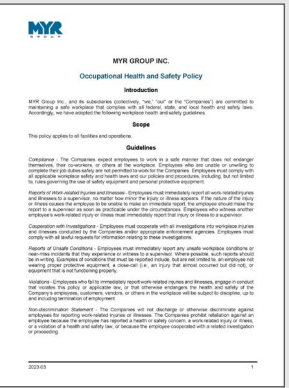 MYR
GROUP
MYR GROUP INC.
Occupational Health and Safety Policy
Introduction
MYR Group Inc., and its subsidiaries collectively, "we," "our" or the "Companies") are committed to
maintaining a safe workplace that complies with all federal, state, and local health and safety laws.
Accordingly, we have adopted the following workplace health and safety guidelines.
Scope
This policy applies to all facilities and operations.
Guidelines
Compliance - The Companies expect employees to work in a safe manner that does not endanger
themselves, their co-workers, or others at the workplace. Employees who are unable or unwilling to
complete their job duties safely are not permitted to work for the Companies. Employees must comply with
all applicable workplace safety and health laws and our policies and procedures, including, but not limited
to, rules governing the use of safety equipment and personal protective equipment.
Reports of Work-related Injuries and Illnesses - Employees must immediately report all work-related injuries
and illnesses to a supervisor, no matter how minor the injury or illness appears. If the nature of the injury
or illness causes the employee to be unable to make an immediate report, the employee should make the
report to a supervisor as soon as practicable under the circumstances. Employees who witness another
employee's work-related injury or illness must immediately report that injury or illness to a supervisor.
Cooperation with Investigations - Employees must cooperate with all investigations into workplace injuries
and illnesses conducted by the Companies and/or appropriate enforcement agencies. Employees must
comply with all lawful requests for information relating to these investigations.
Reports of Unsafe Conditions - Employees must immediately report any unsafe workplace conditions or
near-miss incidents that they experience or witness to a supervisor. Where possible, such reports should
be in writing. Examples of conditions that must be reported include, but are not limited to, an employee not
wearing proper protective equipment, a close-call (i.e., an injury that almost occurred but did not), or
equipment that is not functioning properly.
Violations - Employees who fail to immediately report work-related injuries and illnesses, engage in conduct
that violates this policy or applicable law, or that otherwise endangers the health and safety of the
Company's employees, customers, vendors, or others in the workplace will be subject to discipline, up to
and including termination of employment.
Non-discrimination Statement - The Companies will not discharge or otherwise discriminate against
employees for reporting work-related injuries or illnesses. The Companies prohibit retaliation against an
employee because the employee has reported a health or safety concern, a work-related injury or illness,
or a violation of a health and safety law, or because the employee cooperated with a related investigation
or proceeding.
2023-03
1